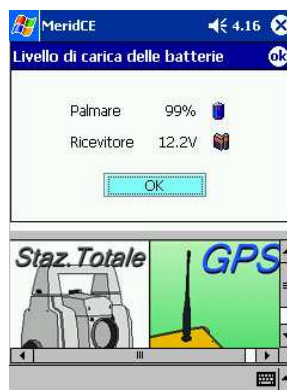 MeridCE 4.16
Livello di carica delle batterie ok
Palmare 99%
Ricevitore 12.2V
OK
Staz.Totale GPS